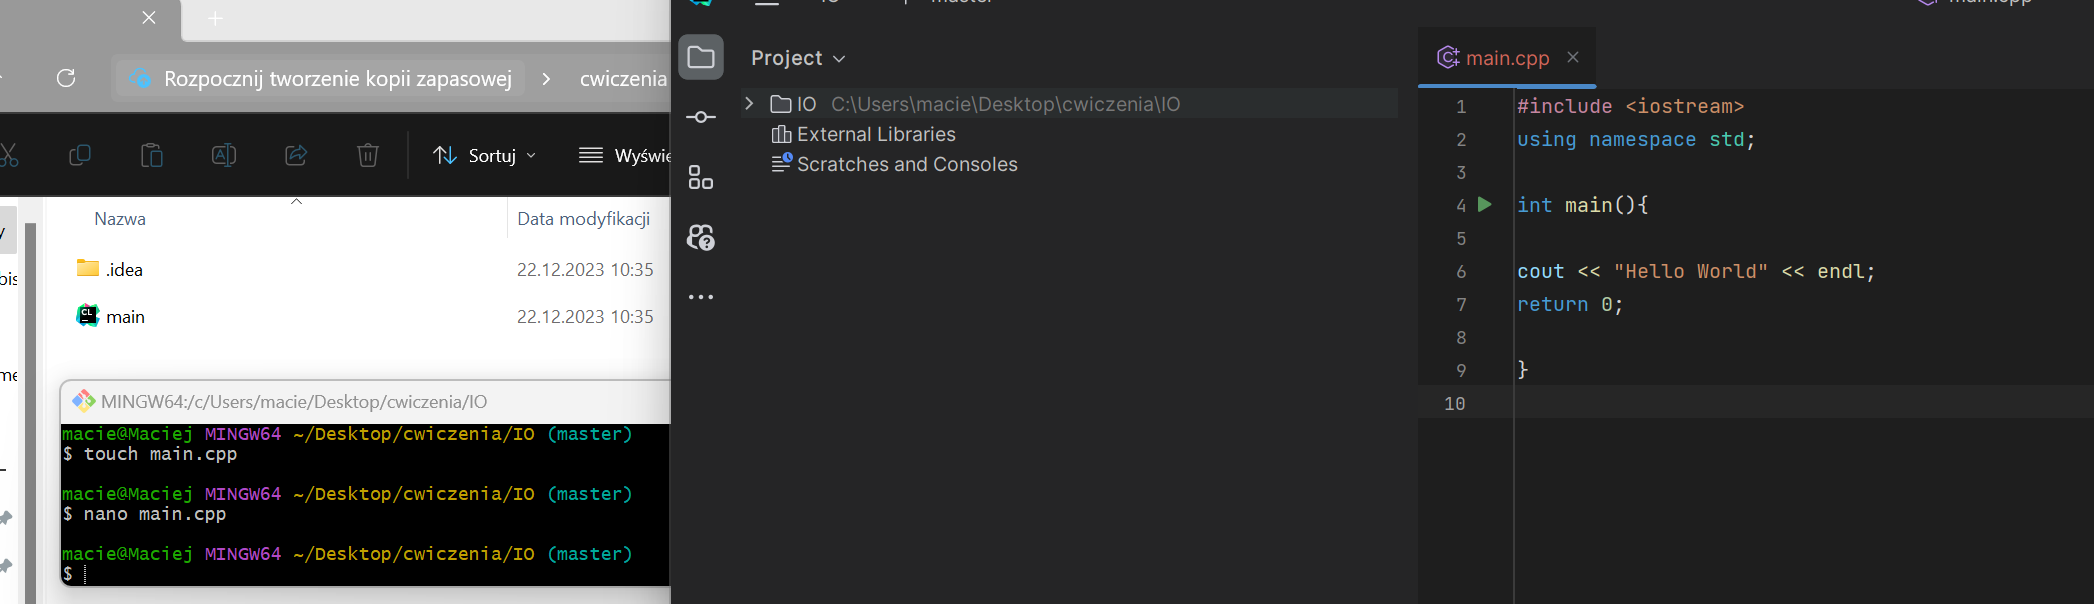 Rozpocznij tworzenie kopii zapasowej
cwiczenia
Sortuj
Nazwa
Data modyfikacji
.idea
22.12.2023 10:35
main
22.12.2023 10:35
MINGW64:/c/Users/macie/Desktop/cwiczenia/IO
macie@Maciej MINGW64 ~/Desktop/cwiczenia/IO (master)
$ touch main.cpp
macie@Maciej MINGW64 ~/Desktop/cwiczenia/IO (master)
$ nano main.cpp
macie@Maciej MINGW64 ~/Desktop/cwiczenia/IO (master)
$
Project
IO C:\Users\macie\Desktop\cwiczenia\IO
External Libraries
Scratches and Consoles
main.cpp
1 #include <iostream>
2 using namespace std;
3
4 int main(){
5
6 cout << "Hello World" << endl;
7 return 0;
8
9 }
10